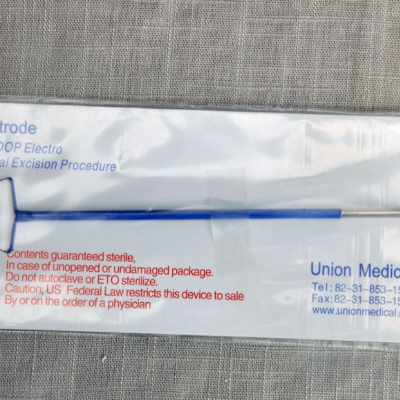 trode
OOP Electro
al Excision Procedure
Contents guaranteed sterile,
In case of unopened or undamaged package.
Do not autoclave or ETO sterilize.
Caution; US Federal Law restricts this device to sale
By or on the order of a physician
Union Medic
Tel: 82-31-853-15
Fax: 82-31-853-15
www.unionmedical.